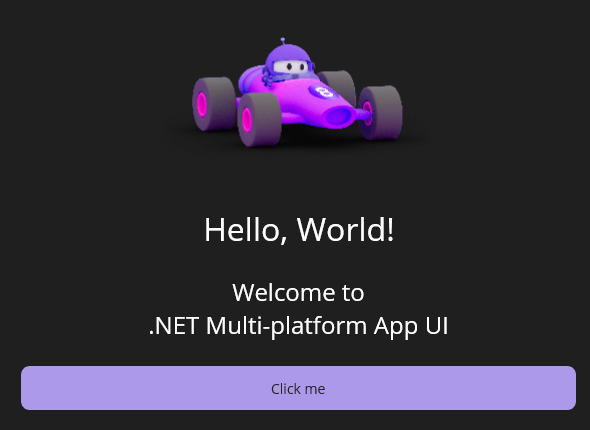 Hello, World!
Welcome to
.NET Multi-platform App UI
Click me